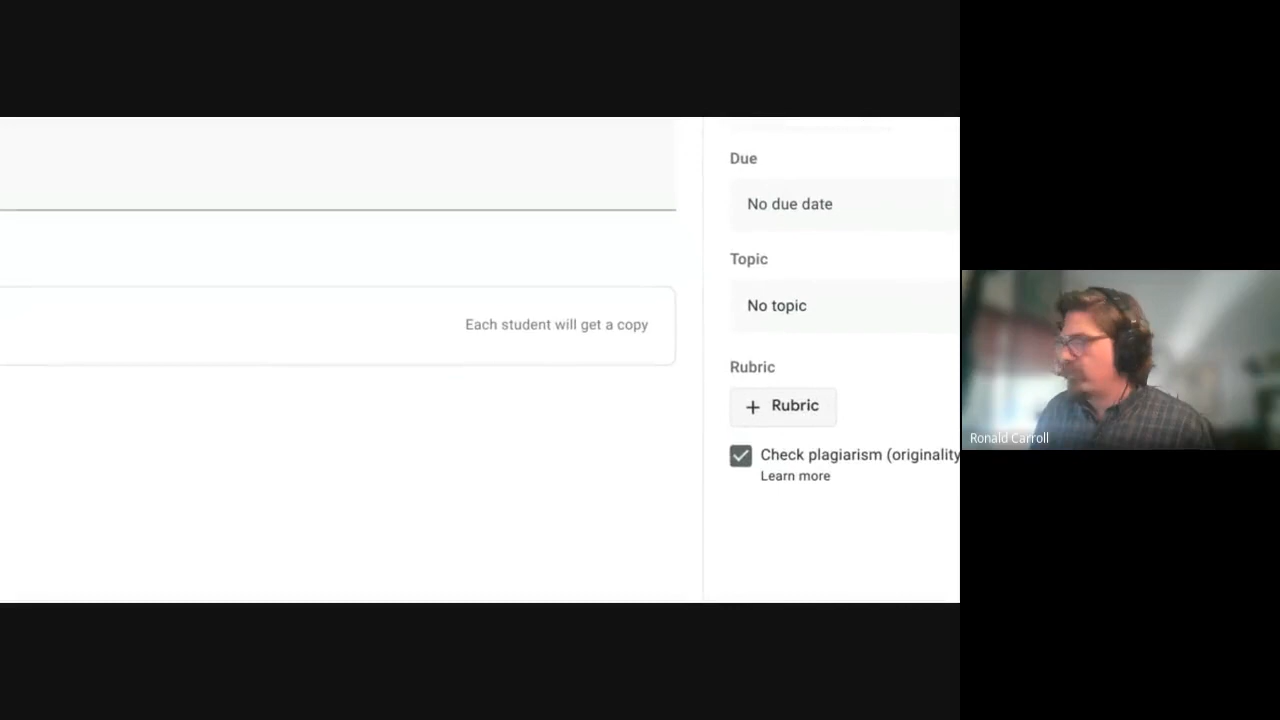 Due
No due date
Topic
No topic
Each student will get a copy
Rubric
+ Rubric
Check plagiarism (originality
Learn more
Ronald Carroll